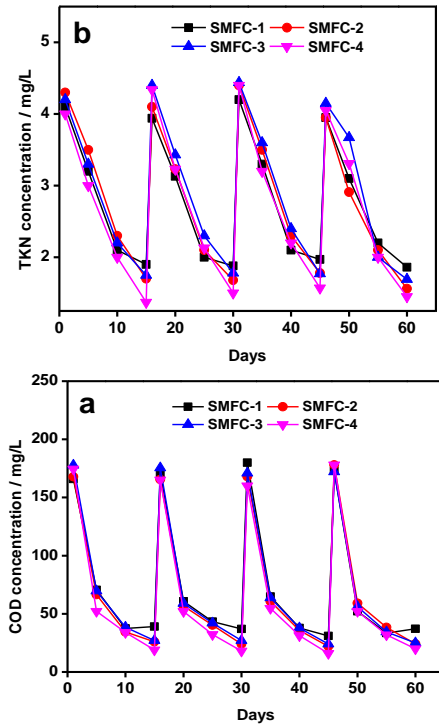 b
SMFC-1 SMFC-2
SMFC-3 SMFC-4
TKN concentration / mg/L
5
4
3
2
0 10 20 30 40 50 60
Days
a
SMFC-1 SMFC-2
SMFC-3 SMFC-4
COD concentration / mg/L
250
200
150
100
50
0
0 10 20 30 40 50 60
Days